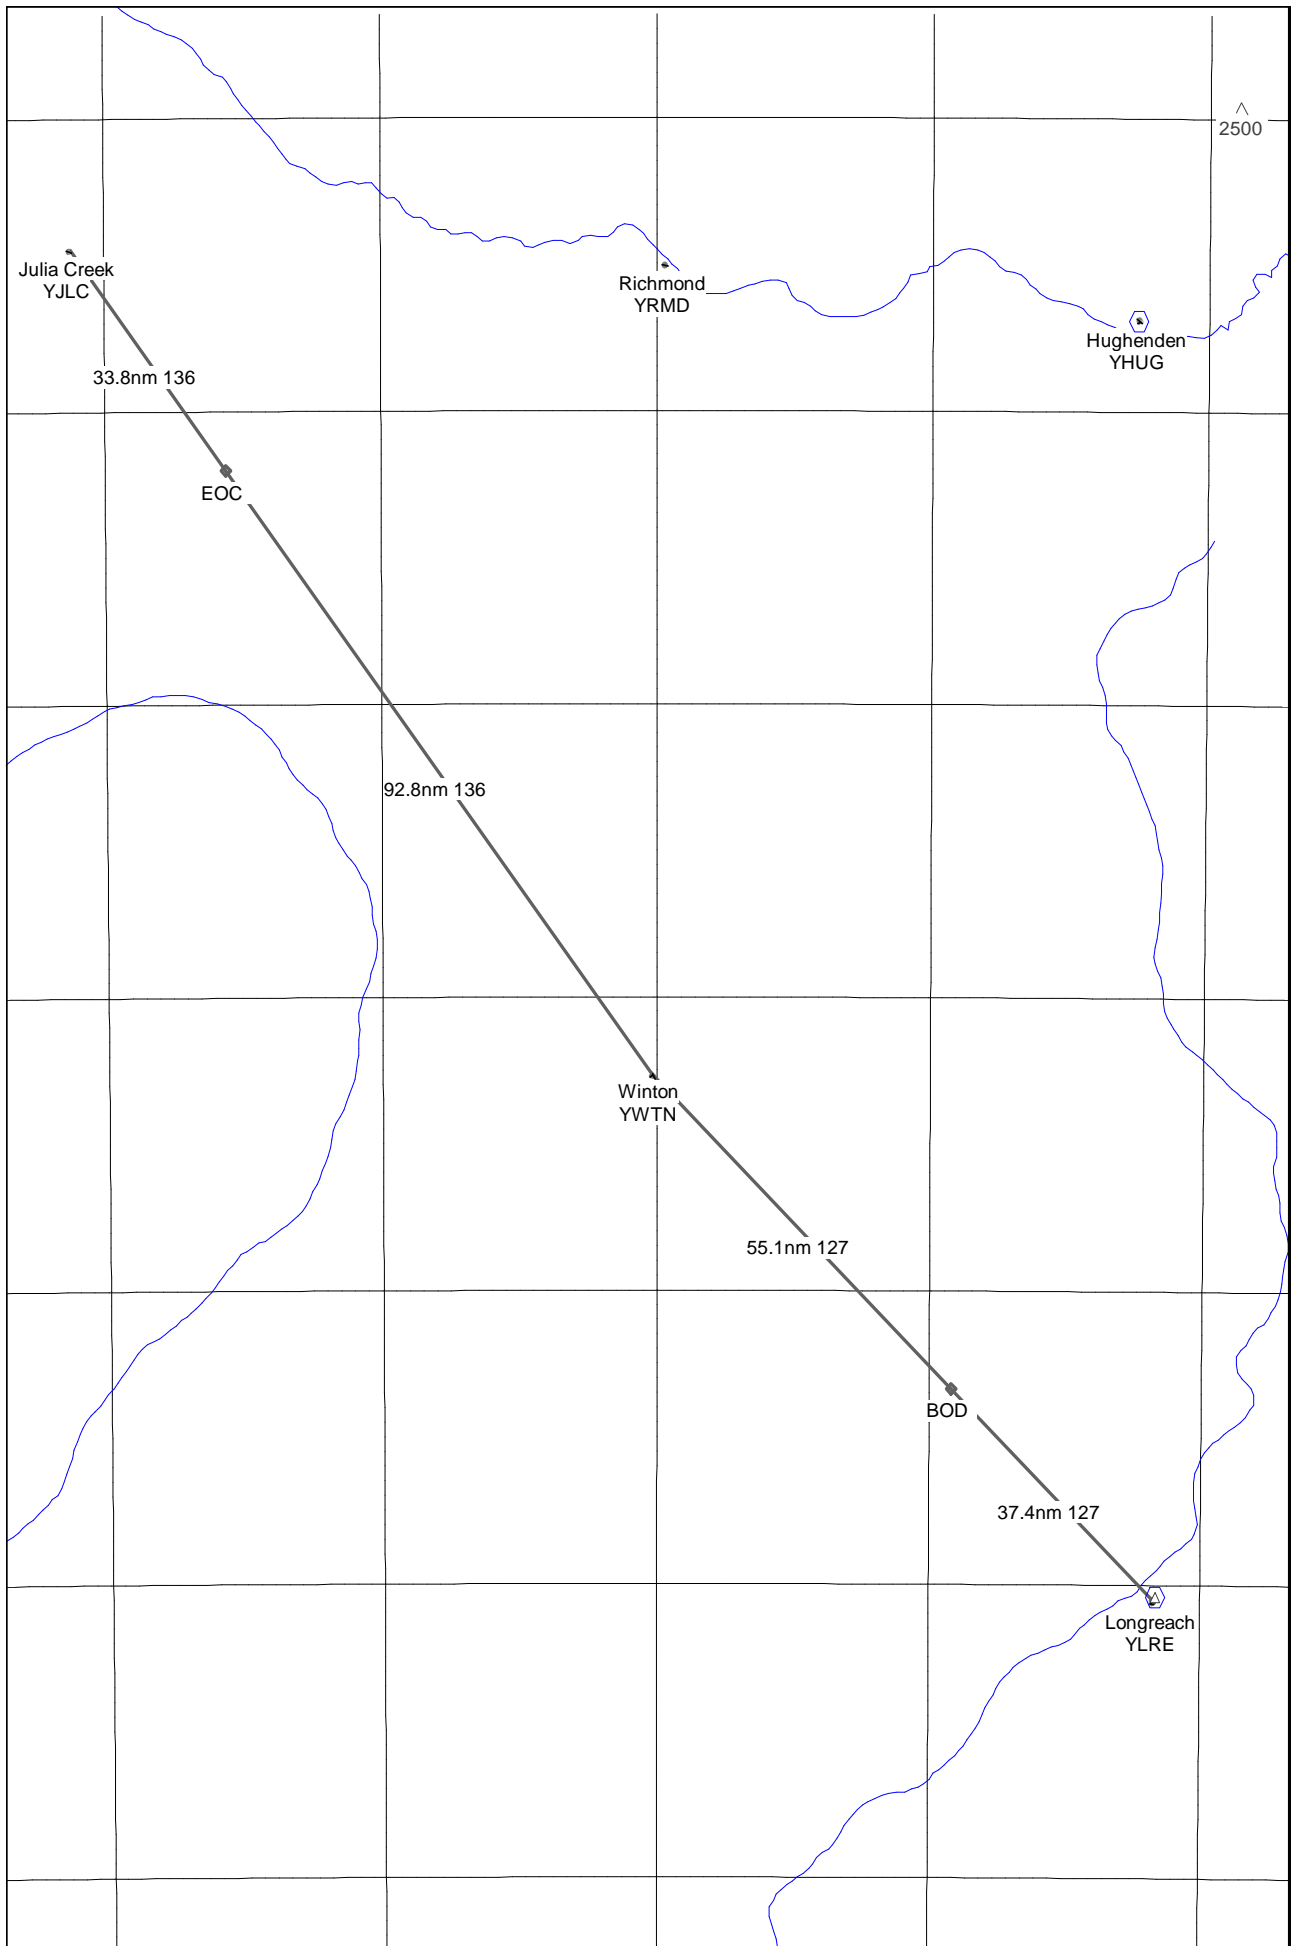 2500
Julia Creek
YJLC
Richmond
YRMD
Hughenden
YHUG
33.8nm 136
EOC
92.8nm 136
Winton
YWTN
55.1nm 127
BOD
37.4nm 127
Longreach
YLRE